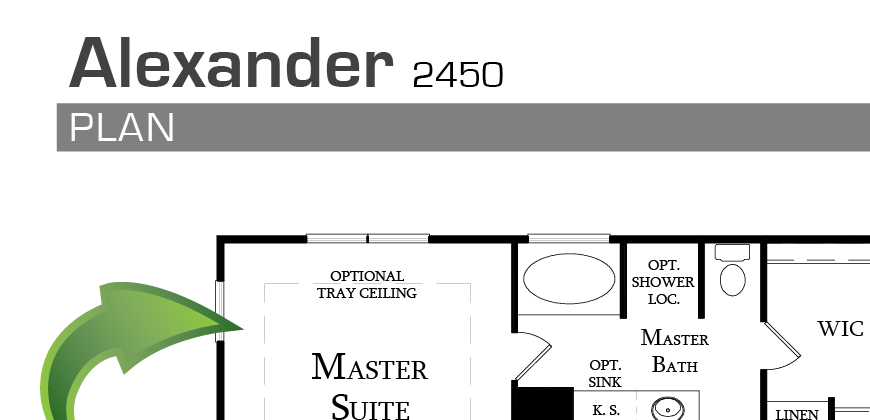 Alexander 2450
PLAN
OPTIONAL
TRAY CEILING
MASTER
SUITE
OPT.
SHOWER
LOC.
MASTER
BATH
OPT.
SINK
K. S.
WIC
LINEN